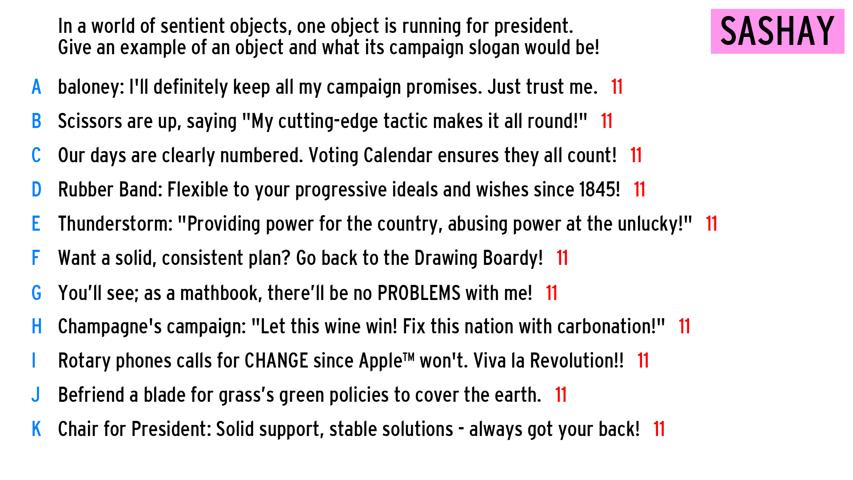 In a world of sentient objects, one object is running for president.
Give an example of an object and what its campaign slogan would be!
SASHAY
A baloney: I'll definitely keep all my campaign promises. Just trust me. 11
B Scissors are up, saying "My cutting-edge tactic makes it all round!" 11
C Our days are clearly numbered. Voting Calendar ensures they all count! 11
D Rubber Band: Flexible to your progressive ideals and wishes since 1845! 11
E Thunderstorm: "Providing power for the country, abusing power at the unlucky!" 11
F Want a solid, consistent plan? Go back to the Drawing Boardy! 11
G You’ll see; as a mathbook, there’ll be no PROBLEMS with me! 11
H Champagne's campaign: "Let this wine win! Fix this nation with carbonation!" 11
I Rotary phones calls for CHANGE since Apple™ won't. Viva la Revolution!! 11
J Befriend a blade for grass’s green policies to cover the earth. 11
K Chair for President: Solid support, stable solutions - always got your back! 11